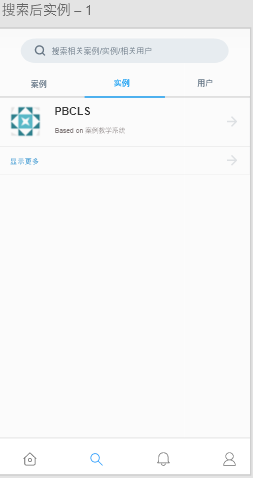 搜索后实例 – 1
搜索相关案例/实例/相关用户
案例 实例 用户
PBCLS
Based on 案例教学系统
显示更多